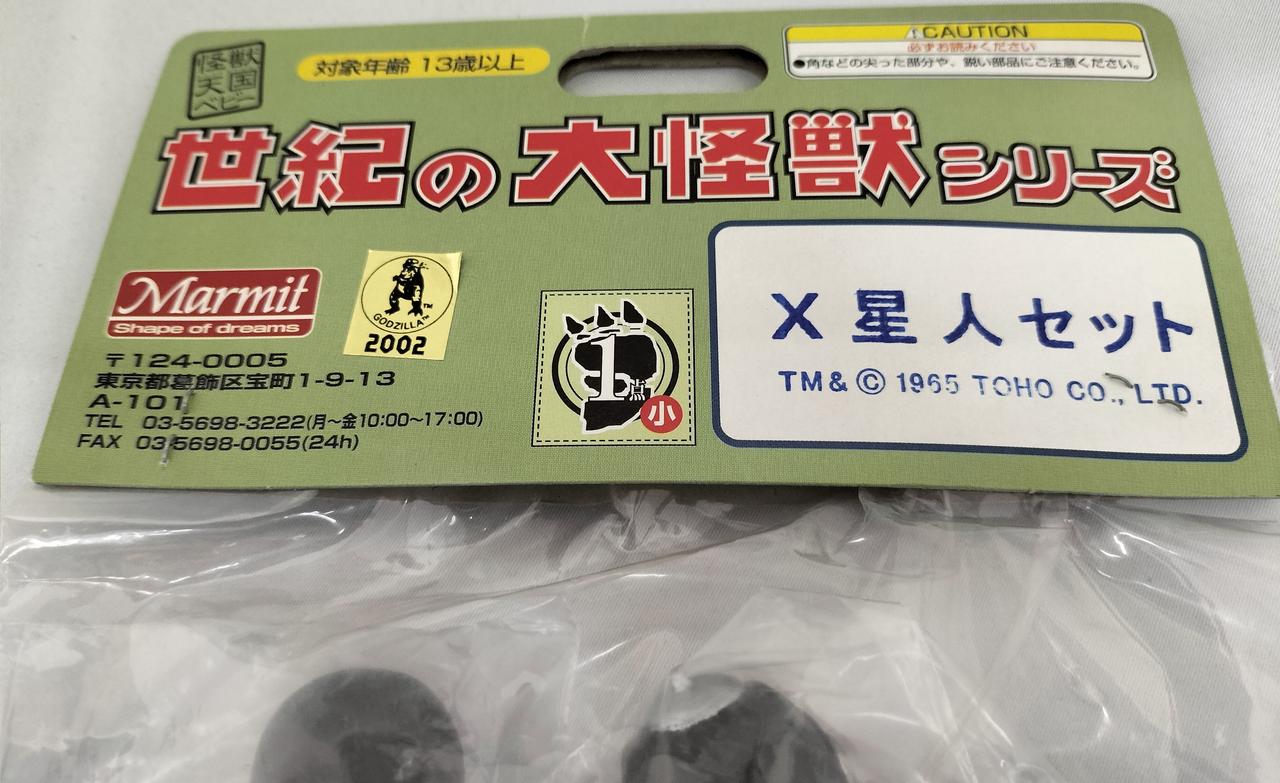 怪獣
天国
ベビー
対象年齢 13歳以上
⚠CAUTION
必ずお読みください
●角などの尖った部分や、鋭い部品にご注意ください。
世紀の大怪獣シリーズ
Marmit
Shape of dreams
GODZILLA™
2002
〒124-0005
東京都葛飾区宝町1-9-13
A-101
TEL 03-5698-3222(月〜金10:00〜17:00)
FAX 03-5698-0055(24h)
1点
小
X星人セット
TM& © 1965 TOHO CO., LTD.